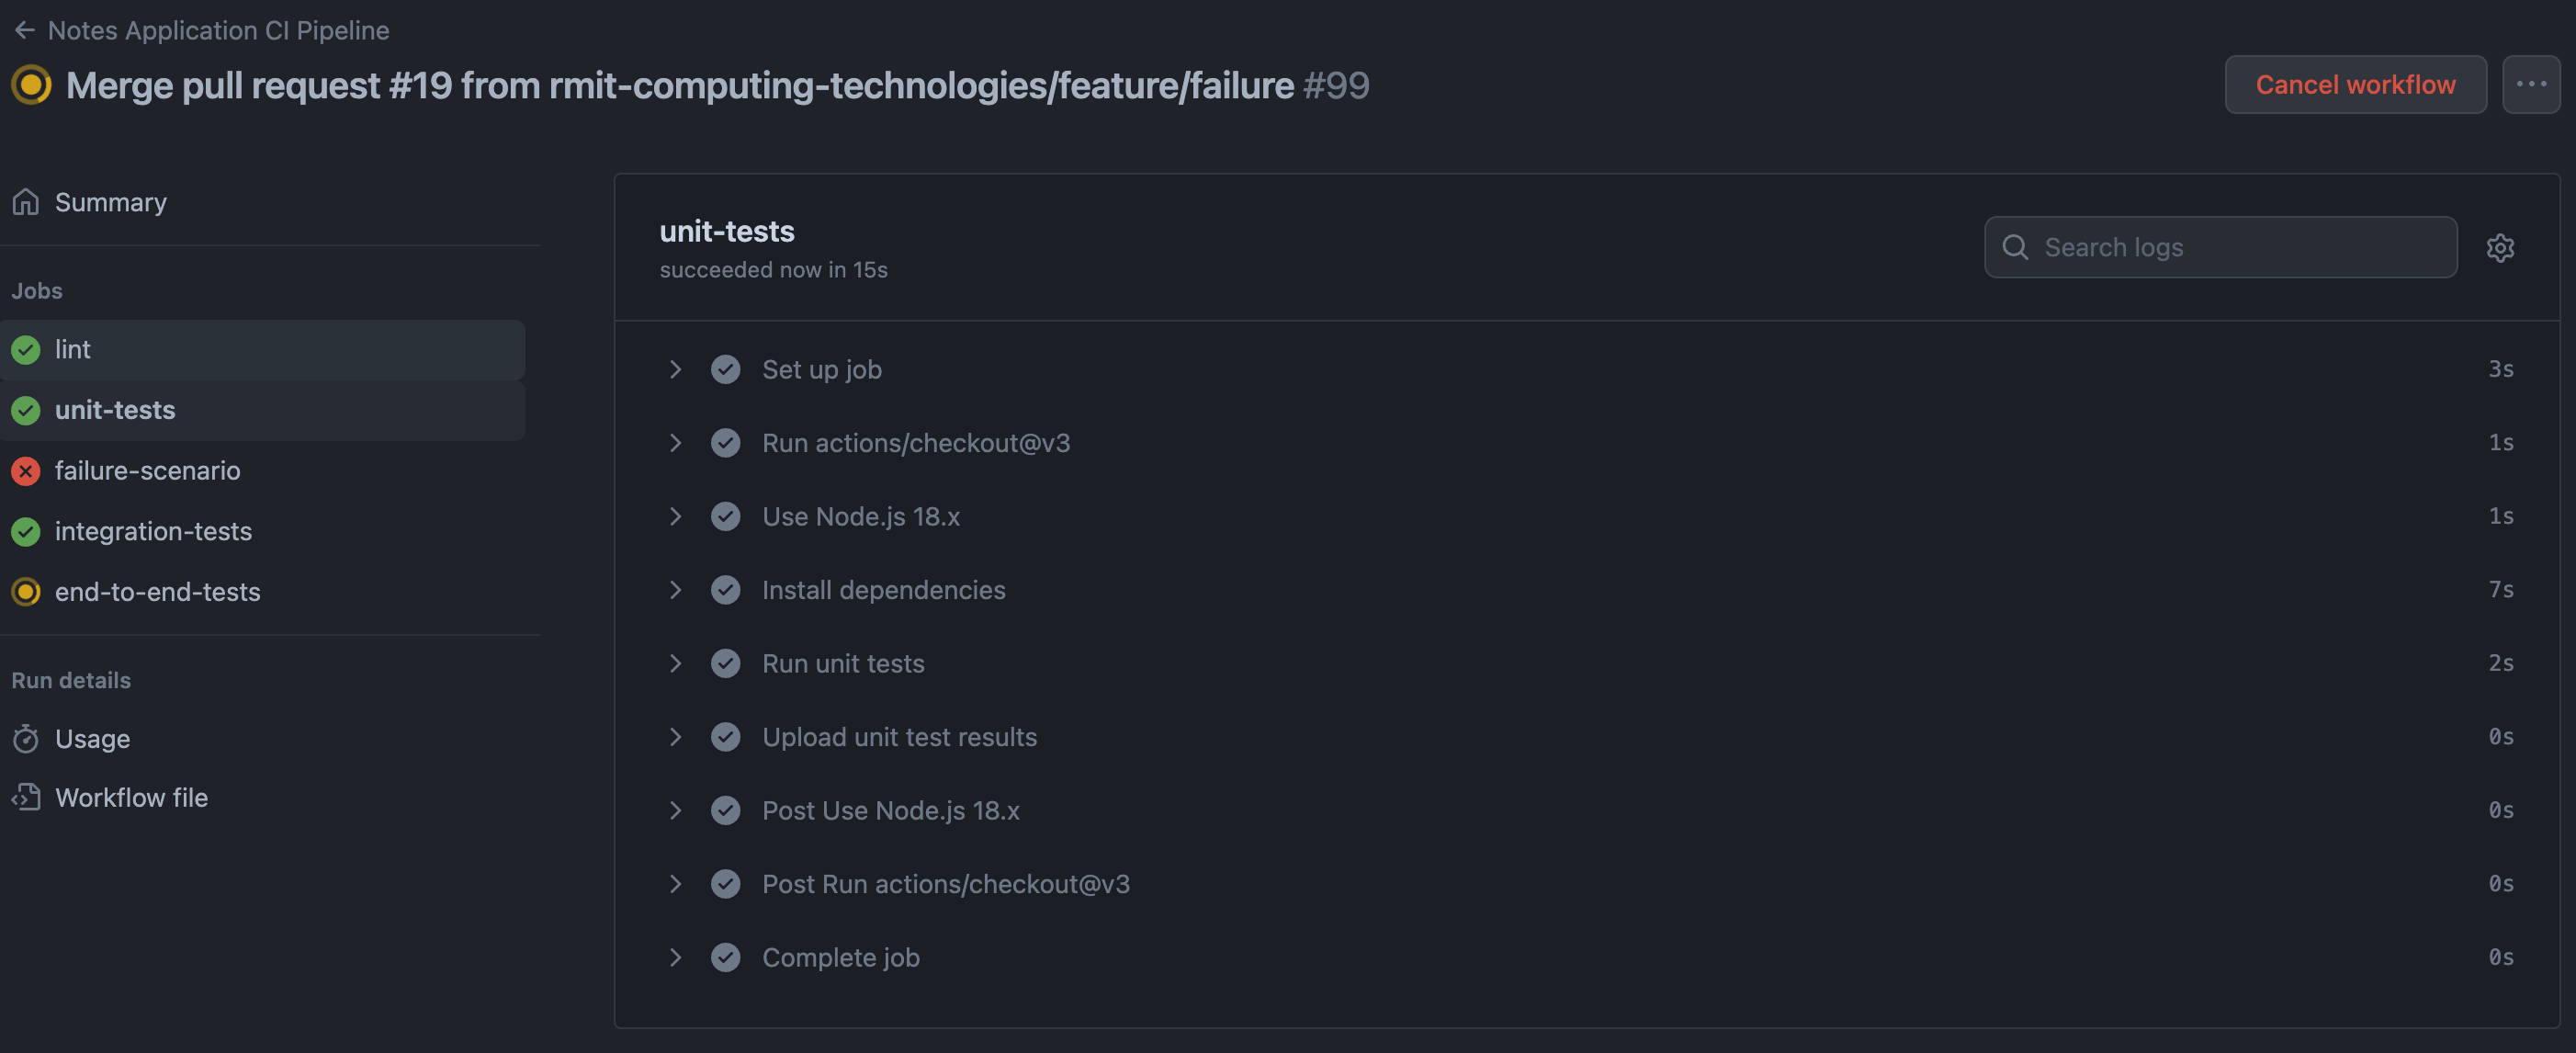 Notes Application CI Pipeline
Merge pull request #19 from rmit-computing-technologies/feature/failure #99
Cancel workflow
Summary
Jobs
lint
unit-tests
failure-scenario
integration-tests
end-to-end-tests
Run details
Usage
Workflow file
unit-tests
succeeded now in 15s
Search logs
Set up job 3s
Run actions/checkout@v3 1s
Use Node.js 18.x 1s
Install dependencies 7s
Run unit tests 2s
Upload unit test results 0s
Post Use Node.js 18.x 0s
Post Run actions/checkout@v3 0s
Complete job 0s